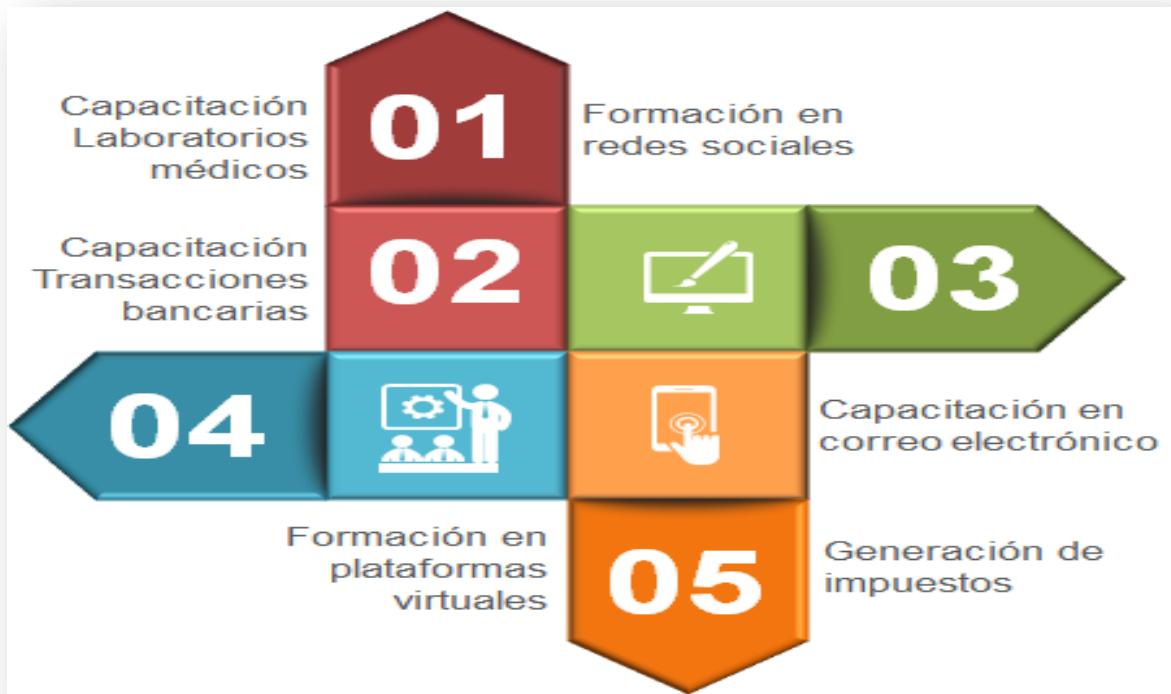 Capacitación
Laboratorios
médicos
01
Formación en
redes sociales
Capacitación
Transacciones
bancarias
02
03
04
Capacitación en
correo electrónico
Formación en
plataformas
virtuales
05
Generación de
impuestos